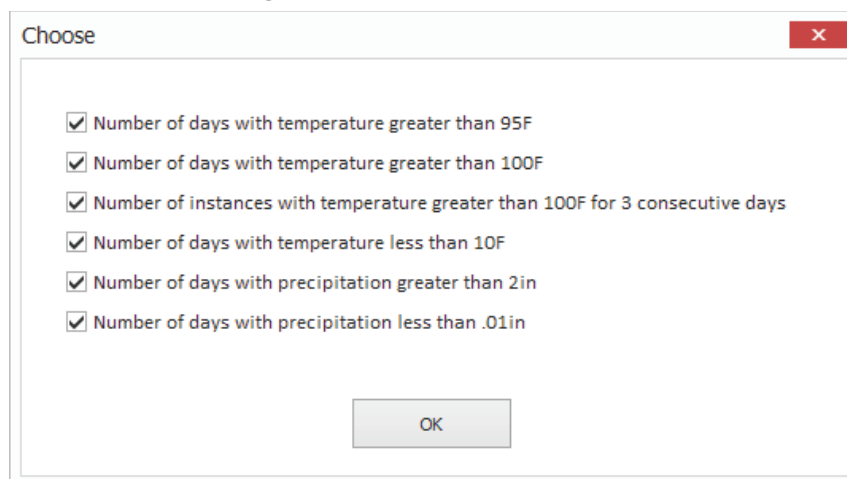 Choose
Number of days with temperature greater than 95F
Number of days with temperature greater than 100F
Number of instances with temperature greater than 100F for 3 consecutive days
Number of days with temperature less than 10F
Number of days with precipitation greater than 2in
Number of days with precipitation less than .01in
OK